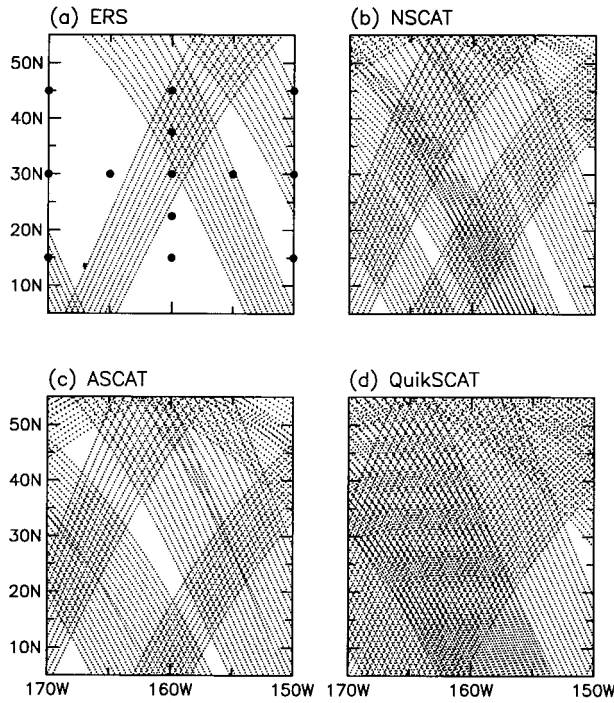 (a) ERS
(b) NSCAT
50N
40N
30N
20N
10N
(c) ASCAT
(d) QuikSCAT
50N
40N
30N
20N
10N
170W 160W 150W 170W 160W 150W